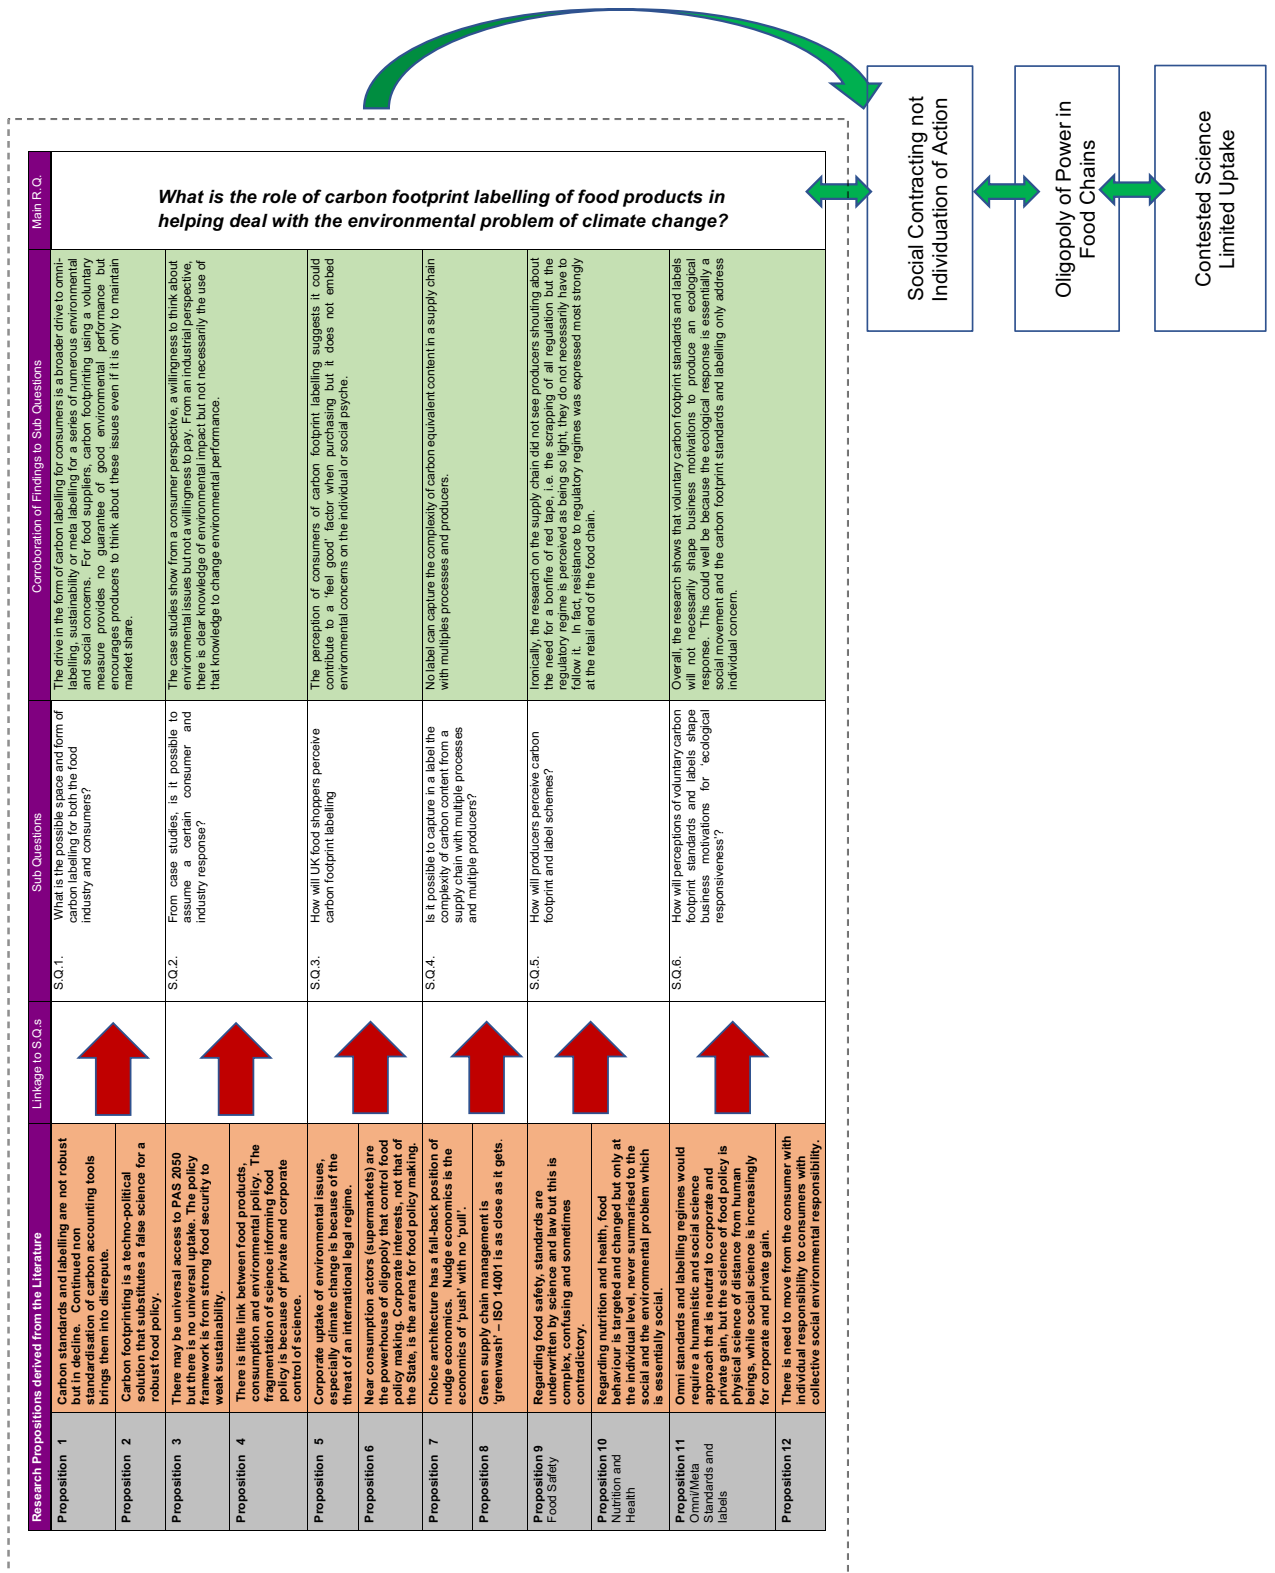 Research Propositions derived from the Literature
Linkage to S.Q.s
Sub Questions
Corroboration of Findings to Sub Questions
Main R.Q.
Proposition 1
Carbon standards and labelling are not robust
but in decline. Continued non
standardisation of carbon accounting tools
brings them into disrepute.
Proposition 2
Carbon footprinting is a techno-political
solution that substitutes a false science for a
robust food policy.
S.Q.1.
What is the possible space and form of
carbon labelling for both the food
industry and consumers?
The drive in the form of carbon labelling for consumers is a broader drive to omni-
labelling, sustainability or meta labelling for a series of numerous environmental
and social concerns. For food suppliers, carbon footprinting using a voluntary
measure provides no guarantee of good environmental performance but
encourages producers to think about these issues even if it is only to maintain
market share.
Proposition 3
There may be universal access to PAS 2050
but there is no universal uptake. The policy
framework is from strong food security to
weak sustainability.
Proposition 4
There is little link between food products,
consumption and environmental policy. The
fragmentation of science informing food
policy is because of private and corporate
control of science.
S.Q.2.
From case studies, is it possible to
assume a certain consumer and
industry response?
The case studies show from a consumer perspective, a willingness to think about
environmental issues but not a willingness to pay. From an industrial perspective,
there is clear knowledge of environmental impact but not necessarily the use of
that knowledge to change environmental performance.
Proposition 5
Corporate uptake of environmental issues,
especially climate change is because of the
threat of an international legal regime.
Proposition 6
Near consumption actors (supermarkets) are
the powerhouse of oligopoly that control food
policy making. Corporate interests, not that of
the State, is the arena for food policy making.
S.Q.3.
How will UK food shoppers perceive
carbon footprint labelling
The perception of consumers of carbon footprint labelling suggests it could
contribute to a 'feel good' factor when purchasing but it does not embed
environmental concerns on the individual or social psyche.
Proposition 7
Choice architecture has a fall-back position of
nudge economics. Nudge economics is the
economics of 'push' with no 'pull'.
Proposition 8
Green supply chain management is
'greenwash' – ISO 14001 is as close as it gets.
S.Q.4.
Is it possible to capture in a label the
complexity of carbon content from a
supply chain with multiple processes
and multiple producers?
No label can capture the complexity of carbon equivalent content in a supply chain
with multiples processes and producers.
Proposition 9
Food Safety
Regarding food safety, standards are
underwritten by science and law but this is
complex, confusing and sometimes
contradictory.
Proposition 10
Nutrition and
Health
Regarding nutrition and health, food
behaviour is targeted and changed but only at
the individual level, never summarised to the
social and the environmental problem which
is essentially social.
S.Q.5.
How will producers perceive carbon
footprint and label schemes?
Ironically, the research on the supply chain did not see producers shouting about
the need for a bonfire of red tape, i.e. the scrapping of all regulation but the
regulatory regime is perceived as being so light, they do not necessarily have to
follow it. In fact, resistance to regulatory regimes was expressed most strongly
at the retail end of the food chain.
Proposition 11
Omni/Meta
Standards and
labels
Omni standards and labelling regimes would
require a humanistic and social science
approach that is neutral to corporate and
private gain, but the science of food policy is
physical science of distance from human
beings, while social science is increasingly
for corporate and private gain.
Proposition 12
There is need to move from the consumer with
individual responsibility to consumers with
collective social environmental responsibility.
S.Q.6.
How will perceptions of voluntary carbon
footprint standards and labels shape
business motivations for 'ecological
responsiveness'?
Overall, the research shows that voluntary carbon footprint standards and labels
will not necessarily shape business motivations to produce an ecological
response. This could well be because the ecological response is essentially a
social movement and the carbon footprint standards and labelling only address
individual concern.
What is the role of carbon footprint labelling of food products in
helping deal with the environmental problem of climate change?
Social Contracting not
Individuation of Action
Oligopoly of Power in
Food Chains
Contested Science
Limited Uptake